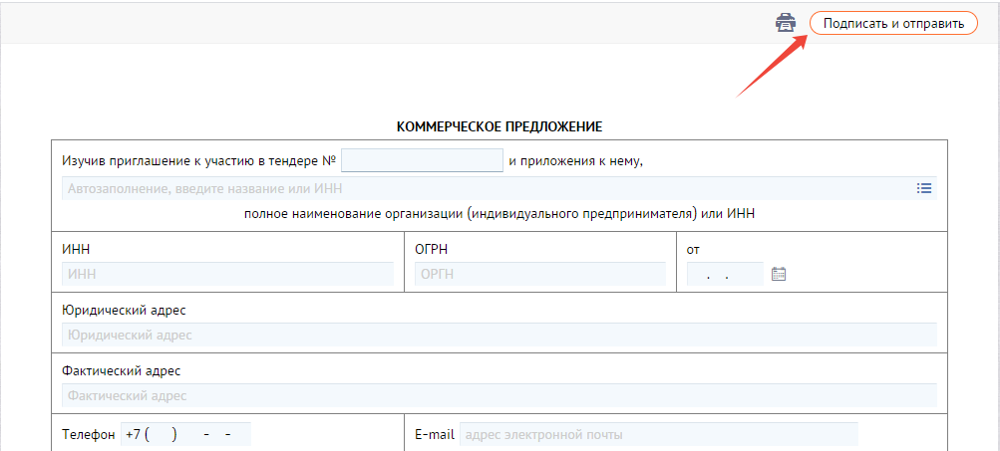 Подписать и отправить
КОММЕРЧЕСКОЕ ПРЕДЛОЖЕНИЕ
Изучив приглашение к участию в тендере № и приложения к нему,
Автозаполнение, введите название или ИНН
полное наименование организации (индивидуального предпринимателя) или ИНН
ИНН ОГРН от
ИНН ОРГН . .
Юридический адрес
Юридический адрес
Фактический адрес
Фактический адрес
Телефон +7 ( ) - - E-mail адрес электронной почты